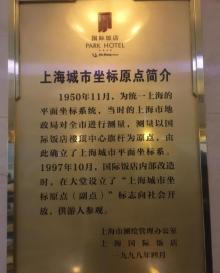 国际饭店
PARK HOTEL
上海城市坐标原点简介
1950年11月，为统一上海的
平面坐标系统，当时的上海市地
政局对全市进行测量，测量以国
际饭店楼顶中心旗杆为原点，由
此确立了上海城市平面坐标系。
1997年10月，国际饭店内部改造
时，在大堂设立了“上海城市坐
标原点（副点）”标志向社会开
放，供游人参观。
上海市测绘管理办公室
上海国际饭店
一九九八年四月